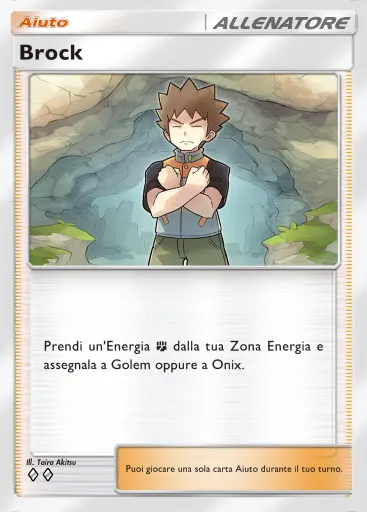 Aiuto
ALLENATORE
Brock
Prendi un'Energia dalla tua Zona Energia e
assegnala a Golem oppure a Onix.
Ill. Taira Akitsu
Puoi giocare una sola carta Aiuto durante il tuo turno.